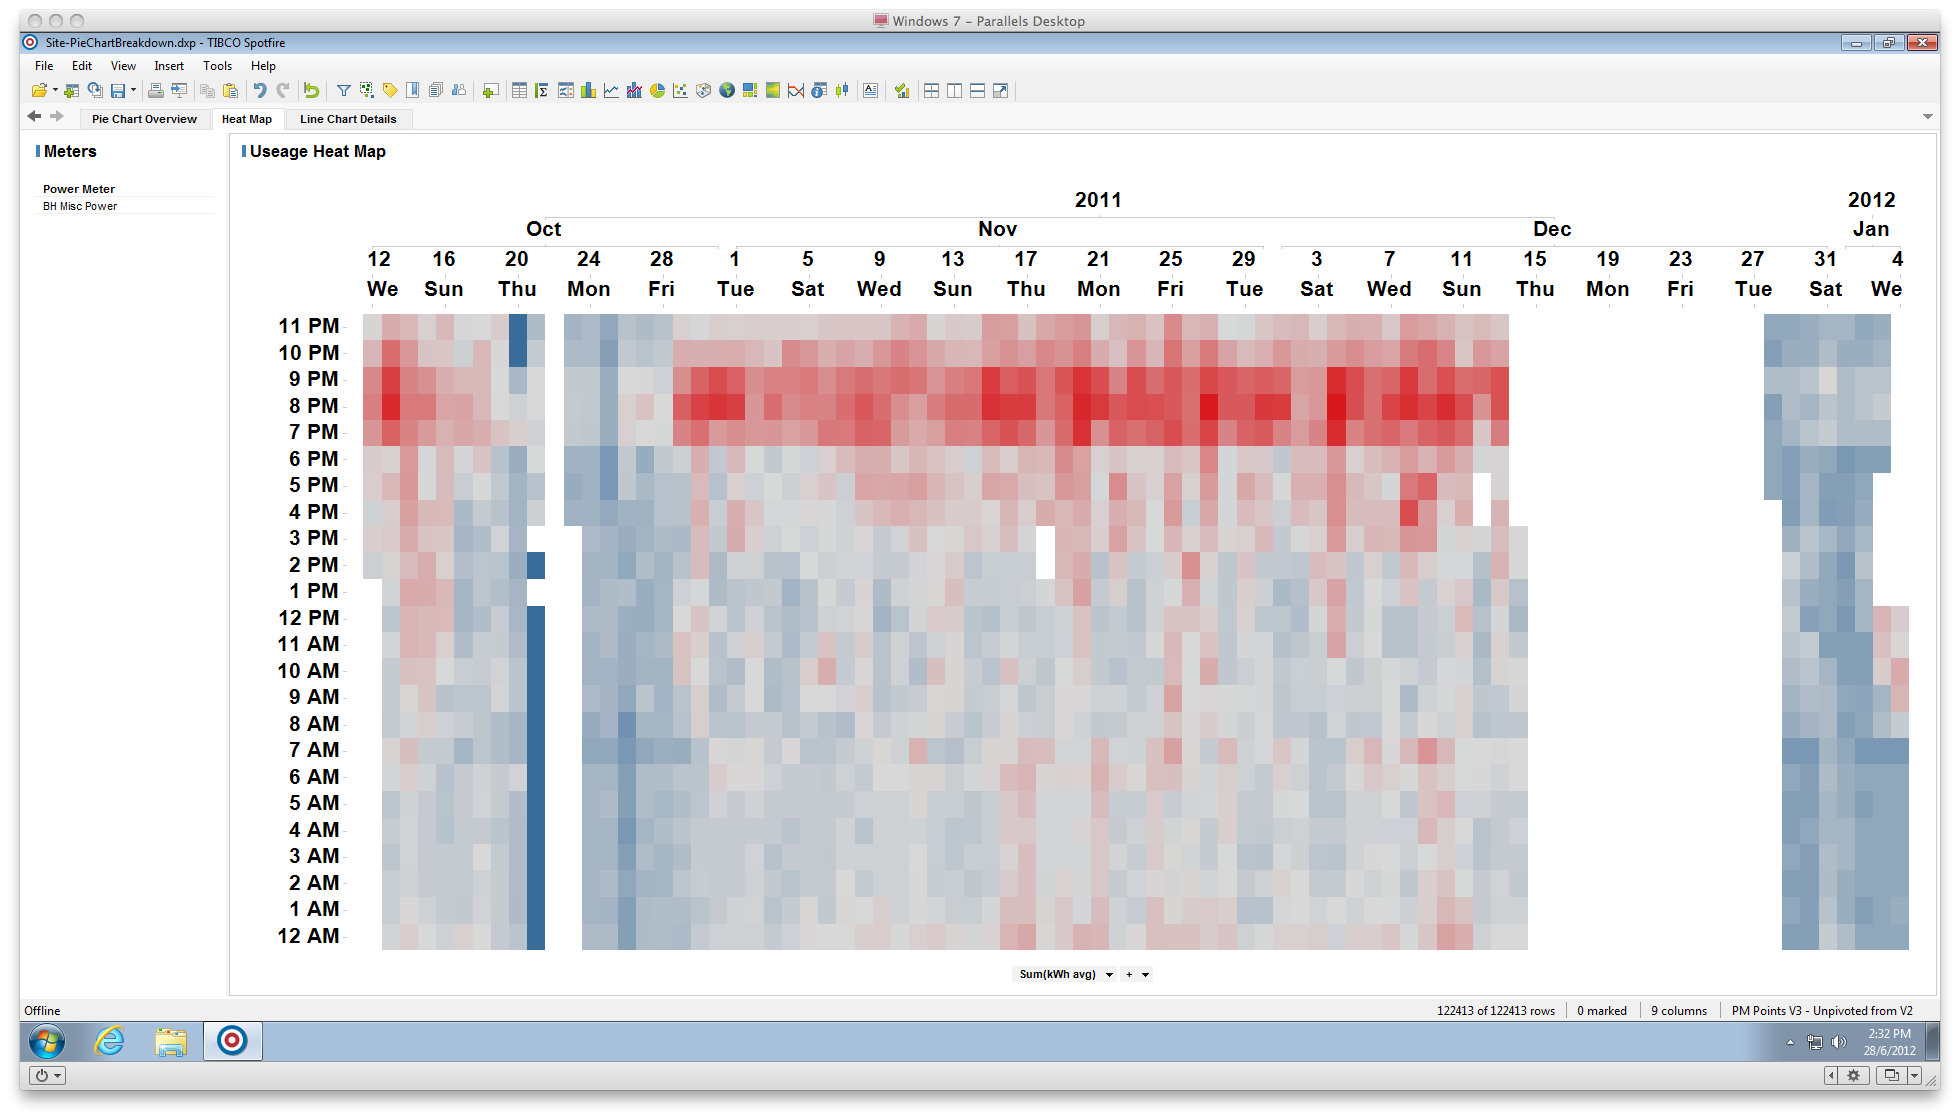 Windows 7 - Parallels Desktop
Site-PieChartBreakdown.dxp - TIBCO Spotfire
File Edit View Insert Tools Help
Pie Chart Overview Heat Map Line Chart Details
Meters
Power Meter
BH Misc Power
Useage Heat Map
2011 2012
Oct Nov Dec Jan
12 16 20 24 28 1 5 9 13 17 21 25 29 3 7 11 15 19 23 27 31 4
We Sun Thu Mon Fri Tue Sat Wed Sun Thu Mon Fri Tue Sat Wed Sun Thu Mon Fri Tue Sat We
11 PM
10 PM
9 PM
8 PM
7 PM
6 PM
5 PM
4 PM
3 PM
2 PM
1 PM
12 PM
11 AM
10 AM
9 AM
8 AM
7 AM
6 AM
5 AM
4 AM
3 AM
2 AM
1 AM
12 AM
Sum(kWh avg) +
Offline 122413 of 122413 rows 0 marked 9 columns PM Points V3 - Unpivoted from V2
2:32 PM
28/6/2012